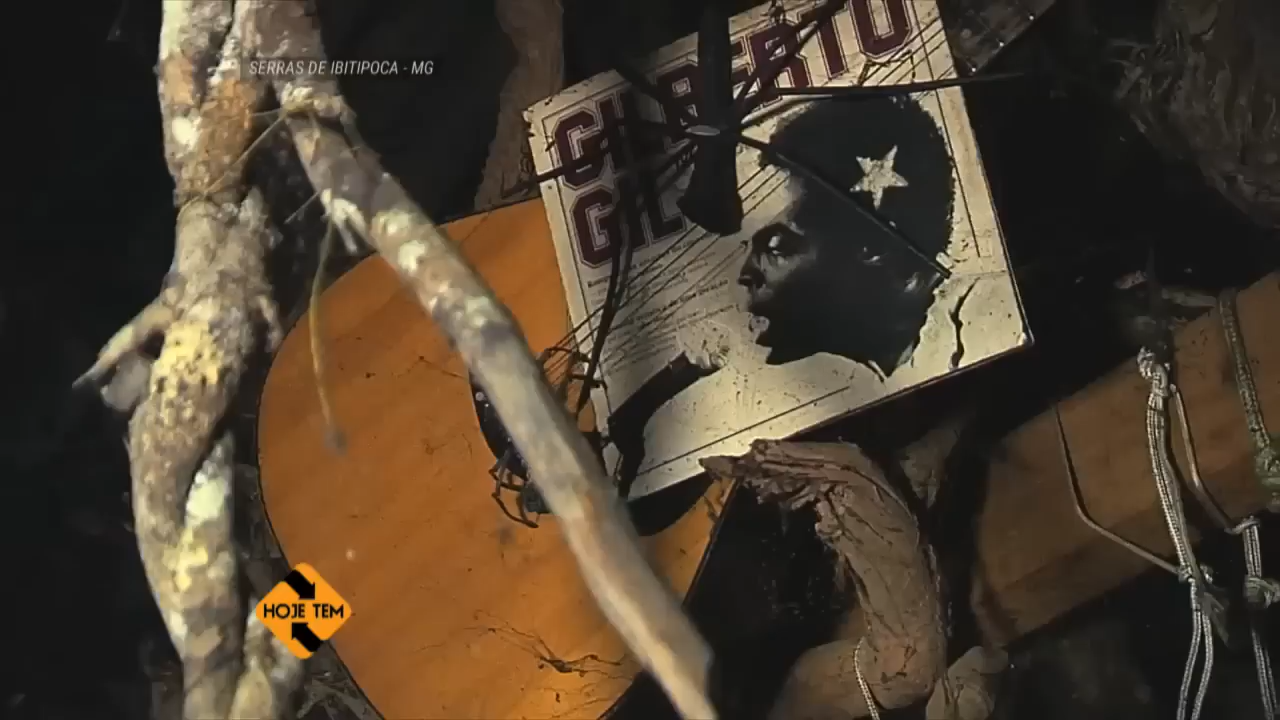 SERRAS DE IBITIPOCA - MG
GILBERTO
GIL
HOJE TEM